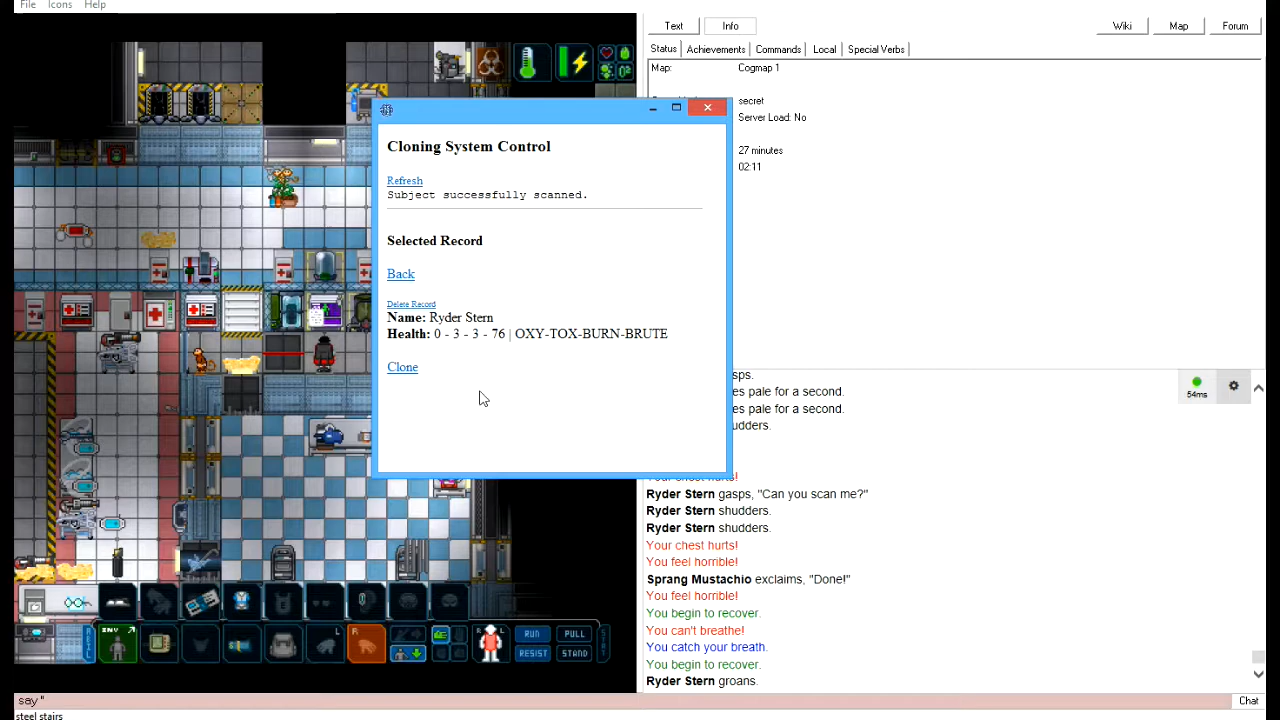 File Icons Help
Text Info Wiki Map Forum
Status Achievements Commands Local Special Verbs
Map: Cogmap 1
secret
Server Load: No
27 minutes
02:11
Cloning System Control
Refresh
Subject successfully scanned.
Selected Record
Back
Delete Record
Name: Ryder Stern
Health: 0 - 3 - 3 - 76 | OXY-TOX-BURN-BRUTE
Clone
54ms
sps.
es pale for a second.
es pale for a second.
udders.
Your chest hurts!
Ryder Stern gasps, "Can you scan me?"
Ryder Stern shudders.
Ryder Stern shudders.
Your chest hurts!
You feel horrible!
Sprang Mustachio exclaims, "Done!"
You feel horrible!
You begin to recover.
You can't breathe!
You catch your breath.
You begin to recover.
Ryder Stern groans.
L
R
INV
R L
RUN PULL
RESIST STAND
say "
Chat
steel stairs